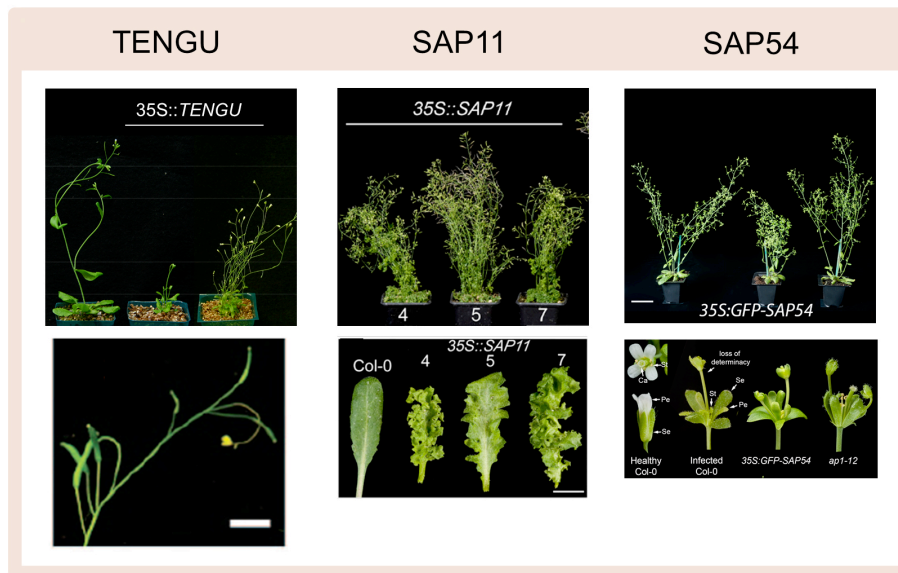 TENGU
SAP11
SAP54
35S::TENGU
35S::SAP11
4
5
7
35S:GFP-SAP54
35S::SAP11
Col-0
4
5
7
St
Ca
Pe
Se
Healthy
Col-0
loss of
determinacy
St
Se
Pe
Infected
Col-0
35S:GFP-SAP54
ap1-12